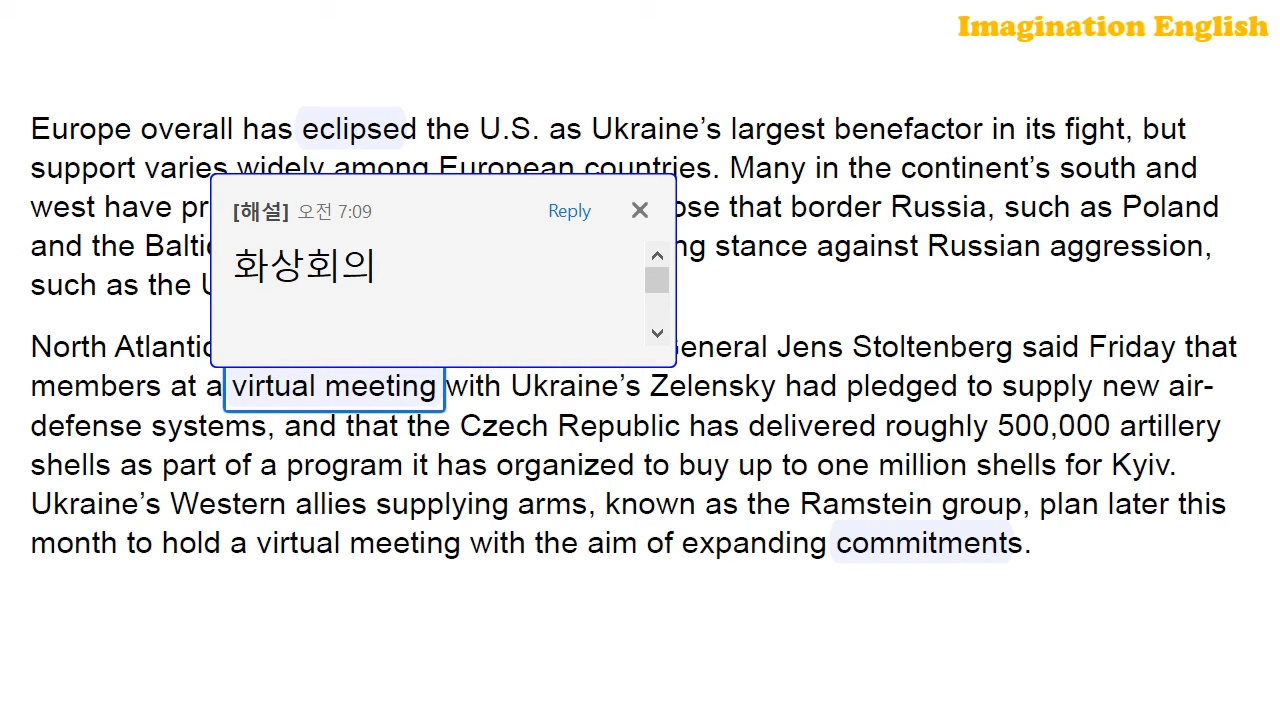 Imagination English
Europe overall has eclipsed the U.S. as Ukraine’s largest benefactor in its fight, but
support varies widely among European countries. Many in the continent’s south and
west have ose that border Russia, such as Poland
and the ng stance against Russian aggression,
such as the
[해설] 오전 7:09 Reply
화상회의
North Atlantic General Jens Stoltenberg said Friday that
members at a virtual meeting with Ukraine’s Zelensky had pledged to supply new air-
defense systems, and that the Czech Republic has delivered roughly 500,000 artillery
shells as part of a program it has organized to buy up to one million shells for Kyiv.
Ukraine’s Western allies supplying arms, known as the Ramstein group, plan later this
month to hold a virtual meeting with the aim of expanding commitments.